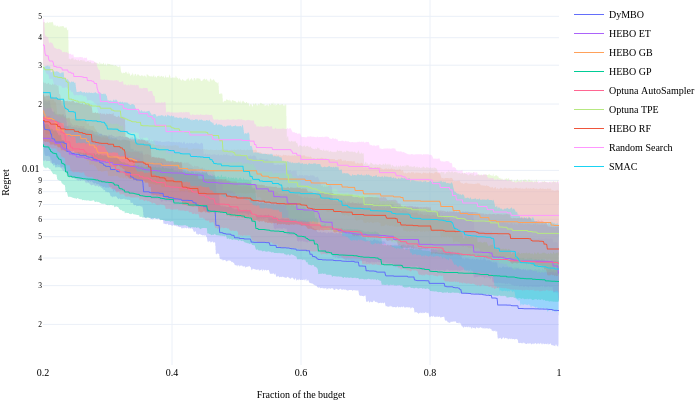 5
4
3
2
0.01
9
8
7
6
5
4
3
2
Regret
0.2
0.4
0.6
0.8
1
Fraction of the budget
DyMBO
HEBO ET
HEBO GB
HEBO GP
Optuna AutoSampler
Optuna TPE
HEBO RF
Random Search
SMAC